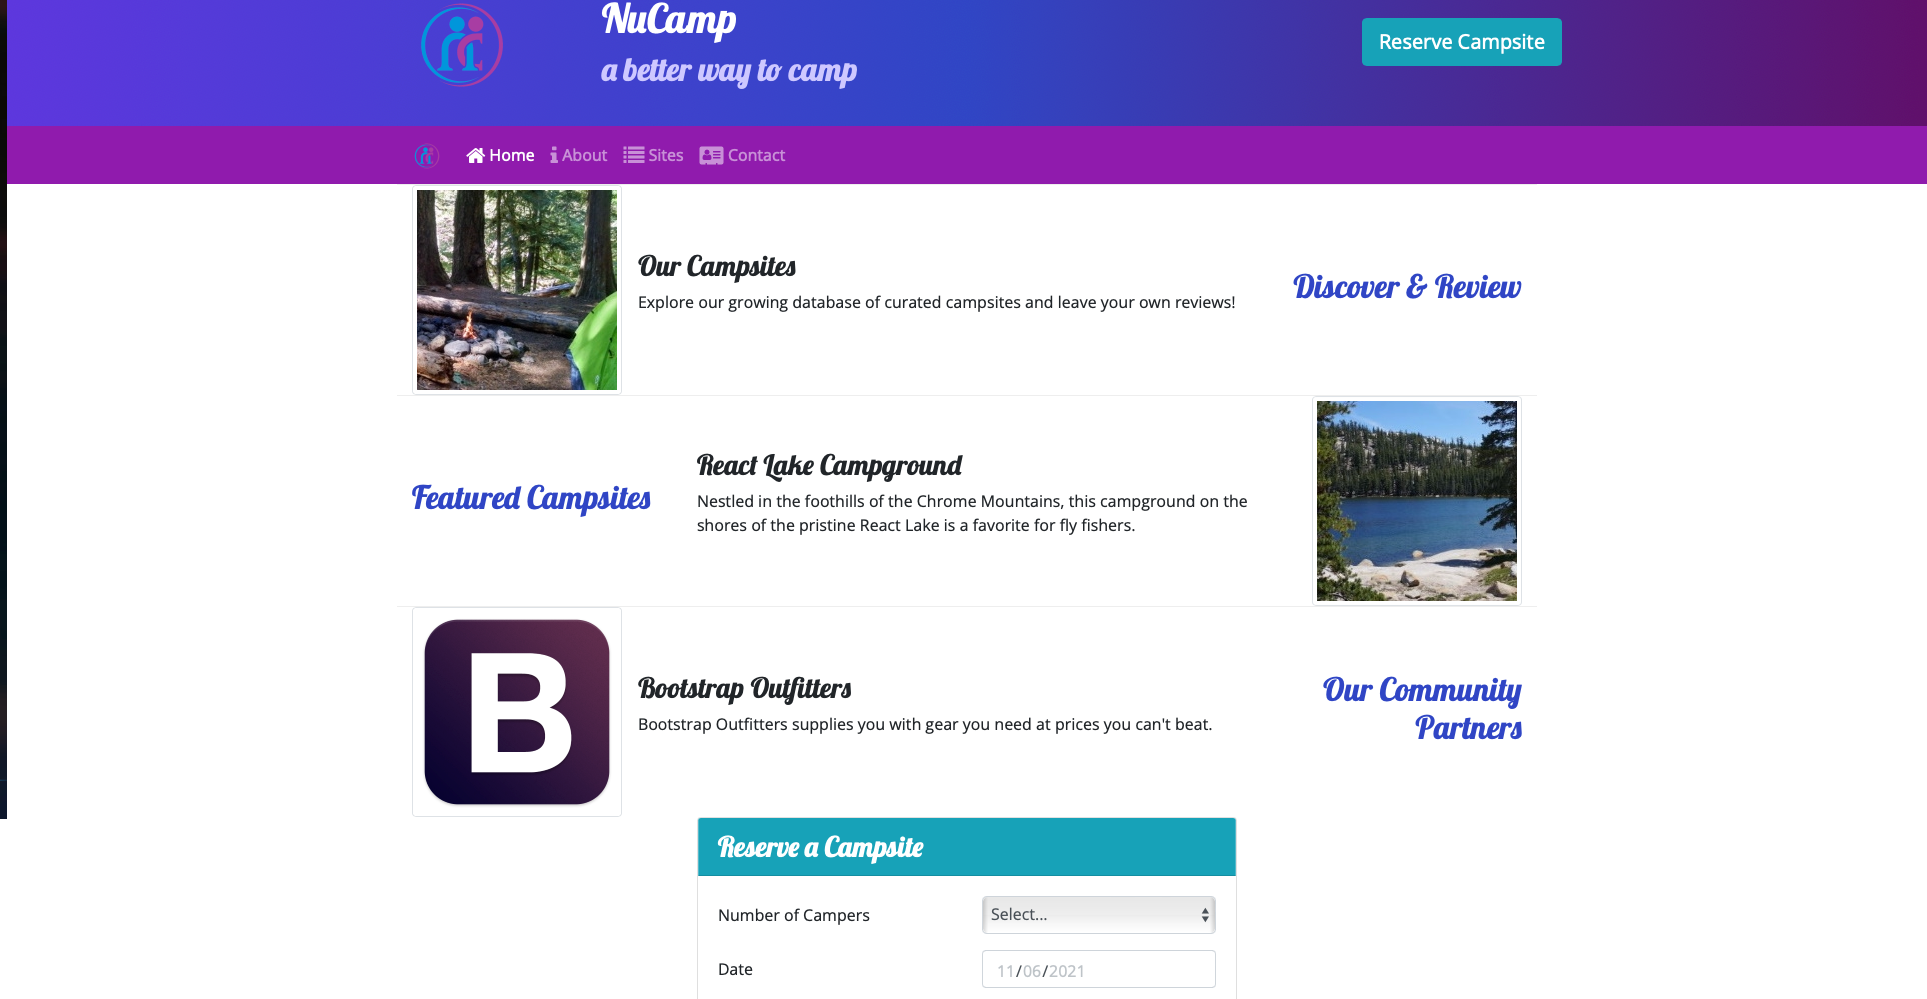 NuCamp
a better way to camp
Reserve Campsite
Home About Sites Contact
Our Campsites
Explore our growing database of curated campsites and leave your own reviews!
Discover & Review
Featured Campsites
React Lake Campground
Nestled in the foothills of the Chrome Mountains, this campground on the
shores of the pristine React Lake is a favorite for fly fishers.
B
Bootstrap Outfitters
Bootstrap Outfitters supplies you with gear you need at prices you can't beat.
Our Community
Partners
Reserve a Campsite
Number of Campers
Select...
Date
11/06/2021